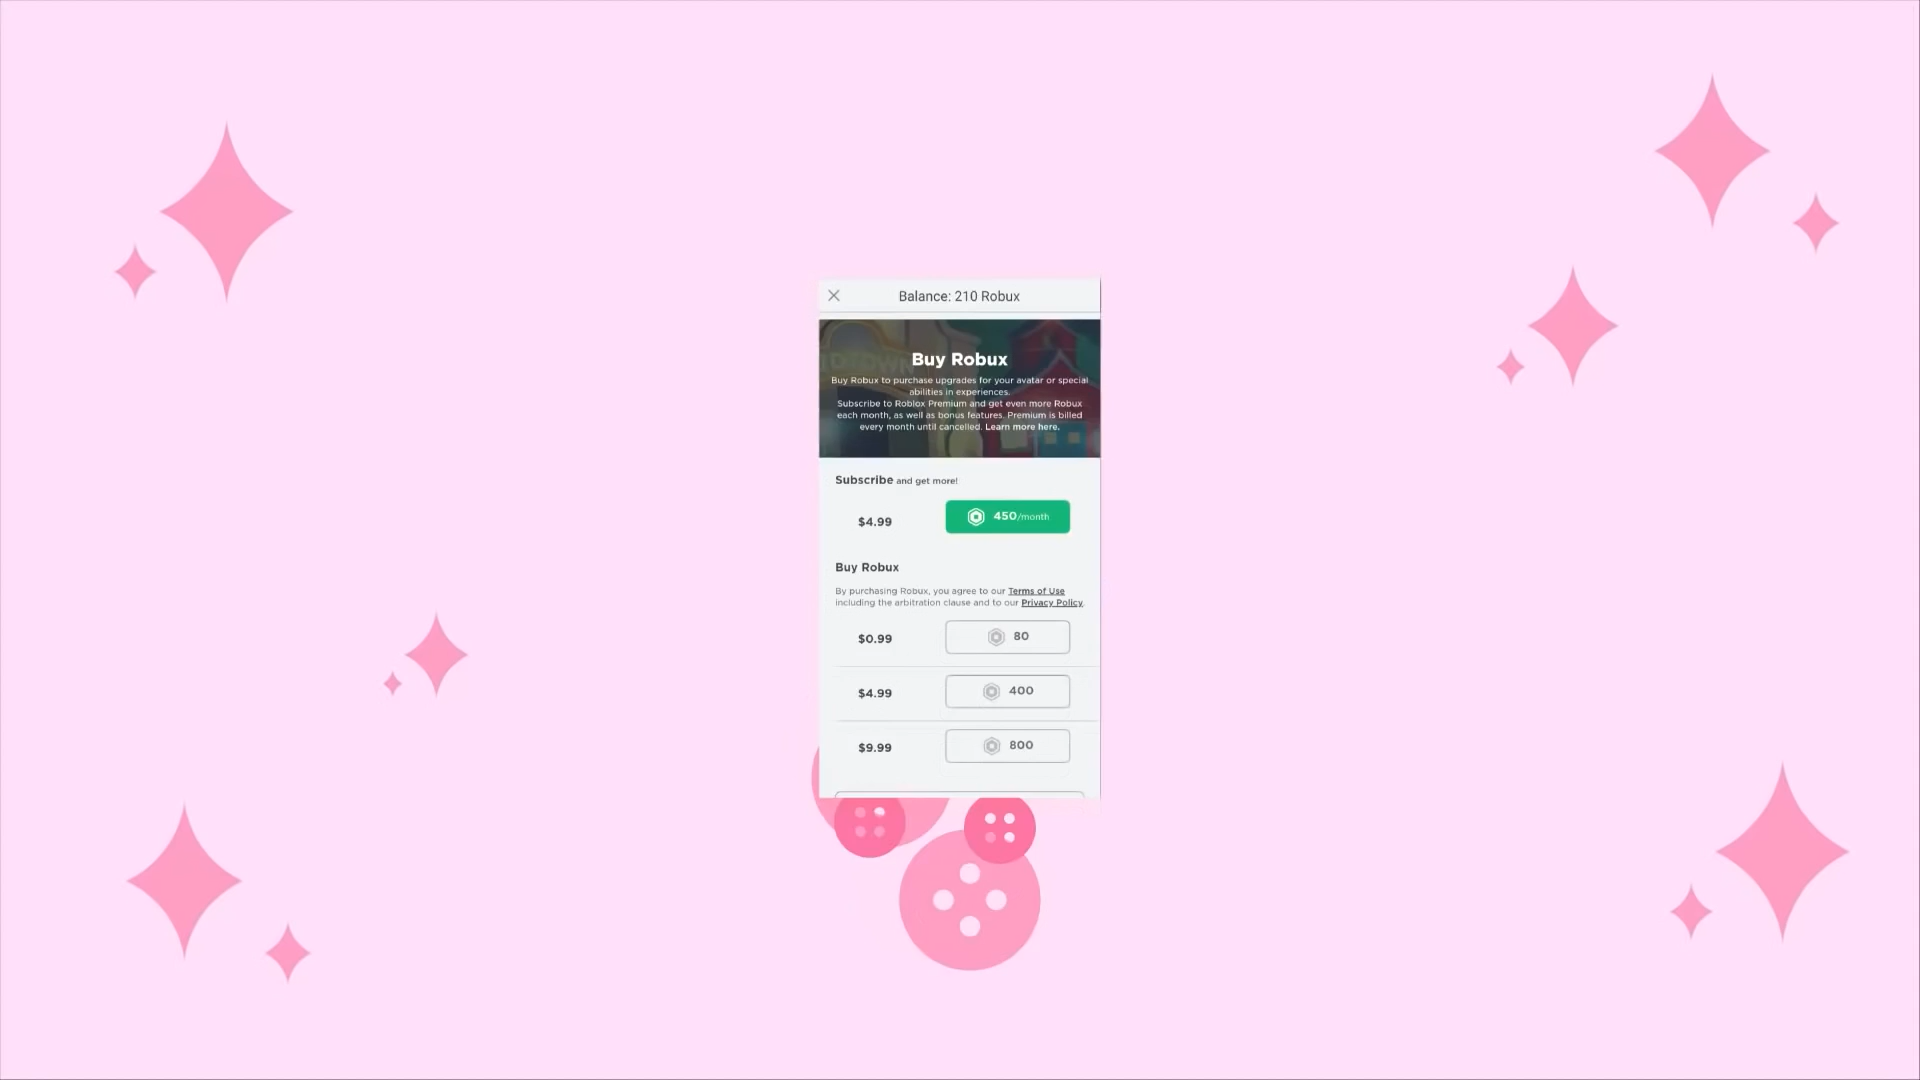 Balance: 210 Robux
Buy Robux
Buy Robux to purchase upgrades for your avatar or special
abilities in experiences.
Subscribe to Roblox Premium and get even more Robux
each month, as well as bonus features. Premium is billed
every month until cancelled. Learn more here.
Subscribe and get more!
$4.99 450/month
Buy Robux
By purchasing Robux, you agree to our Terms of Use
including the arbitration clause and to our Privacy Policy.
$0.99 80
$4.99 400
$9.99 800